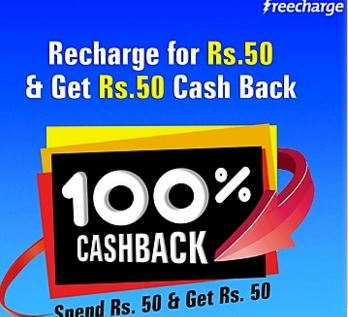 freecharge
Recharge for Rs.50
& Get Rs.50 Cash Back
100%
CASHBACK
Spend Rs. 50 & Get Rs. 50